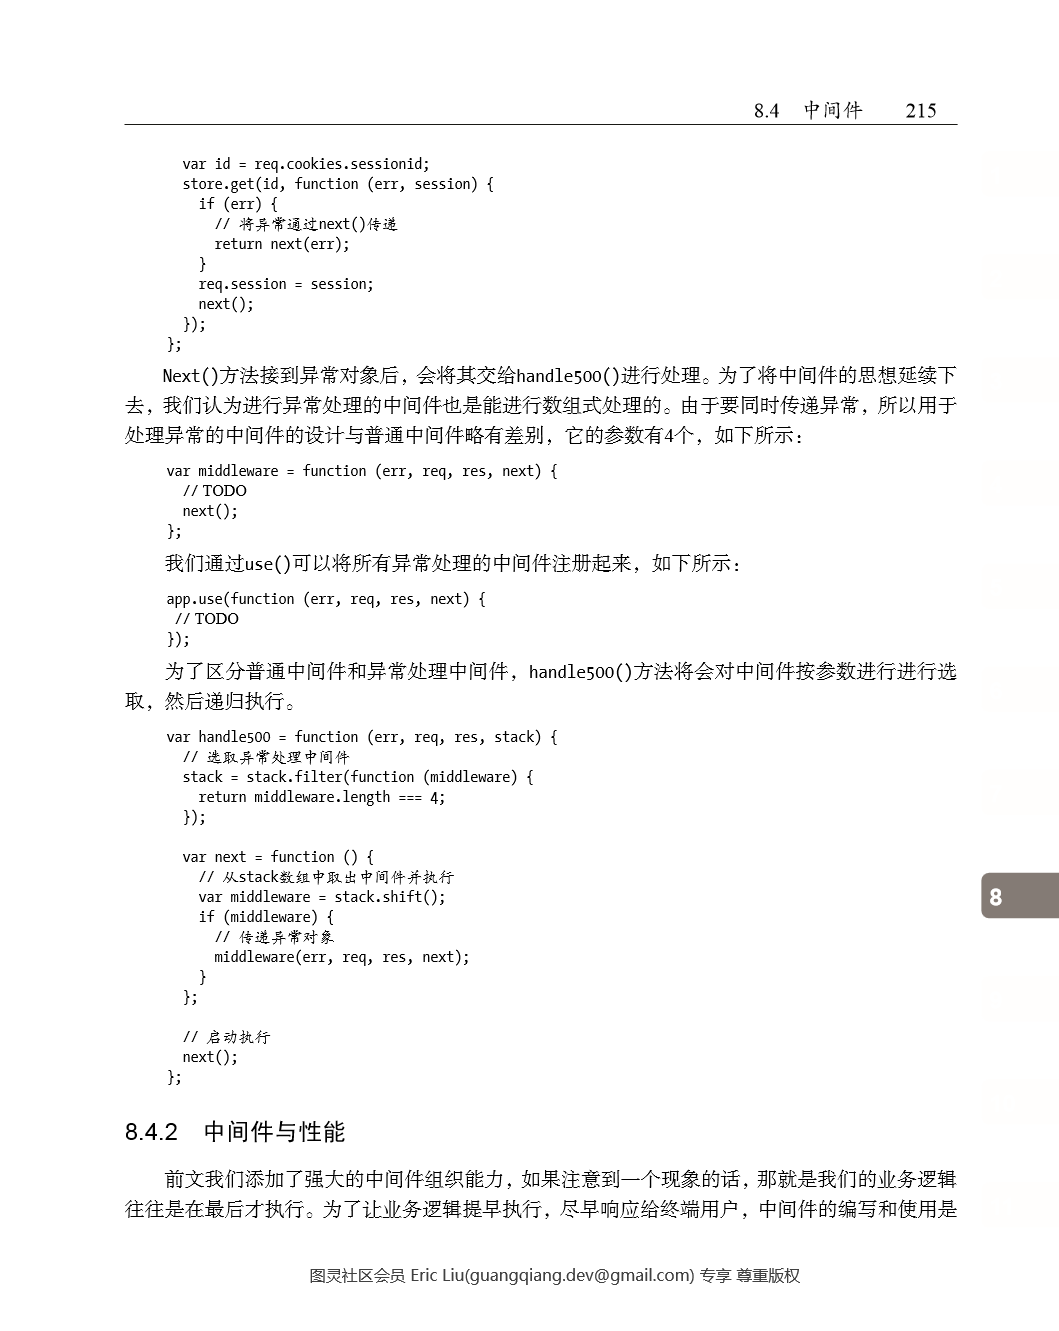 8.4 中间件 215
var id = req.cookies.sessionid;
store.get(id, function (err, session) {
if (err) {
// 将异常通过next()传递
return next(err);
}
req.session = session;
next();
});
};
Next()方法接到异常对象后，会将其交给handle500()进行处理。为了将中间件的思想延续下
去，我们认为进行异常处理的中间件也是能进行数组式处理的。由于要同时传递异常，所以用于
处理异常的中间件的设计与普通中间件略有差别，它的参数有4个，如下所示：
var middleware = function (err, req, res, next) {
// TODO
next();
};
我们通过use()可以将所有异常处理的中间件注册起来，如下所示：
app.use(function (err, req, res, next) {
// TODO
});
为了区分普通中间件和异常处理中间件，handle500()方法将会对中间件按参数进行进行选
取，然后递归执行。
var handle500 = function (err, req, res, stack) {
// 选取异常处理中间件
stack = stack.filter(function (middleware) {
return middleware.length === 4;
});
var next = function () {
// 从stack数组中取出中间件并执行
var middleware = stack.shift();
if (middleware) {
// 传递异常对象
middleware(err, req, res, next);
}
};
// 启动执行
next();
};
8
8.4.2 中间件与性能
前文我们添加了强大的中间件组织能力，如果注意到一个现象的话，那就是我们的业务逻辑
往往是在最后才执行。为了让业务逻辑提早执行，尽早响应给终端用户，中间件的编写和使用是
图灵社区会员 Eric Liu(guangqiang.dev@gmail.com) 专享 尊重版权